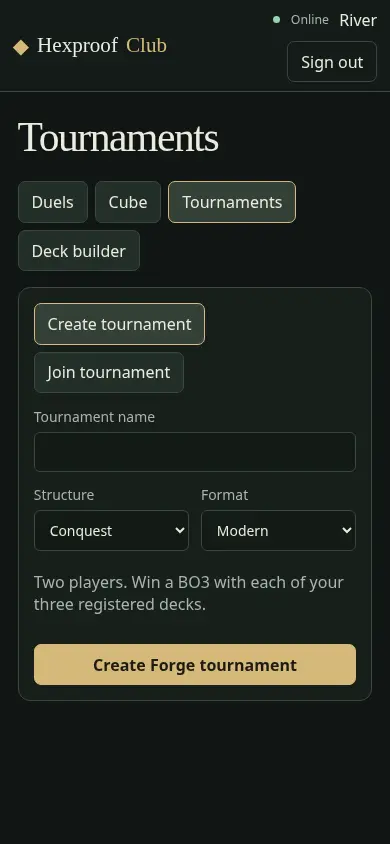 Online River
Hexproof Club
Sign out
Tournaments
Duels
Cube
Tournaments
Deck builder
Create tournament
Join tournament
Tournament name
Structure
Format
Conquest
Modern
Two players. Win a BO3 with each of your
three registered decks.
Create Forge tournament